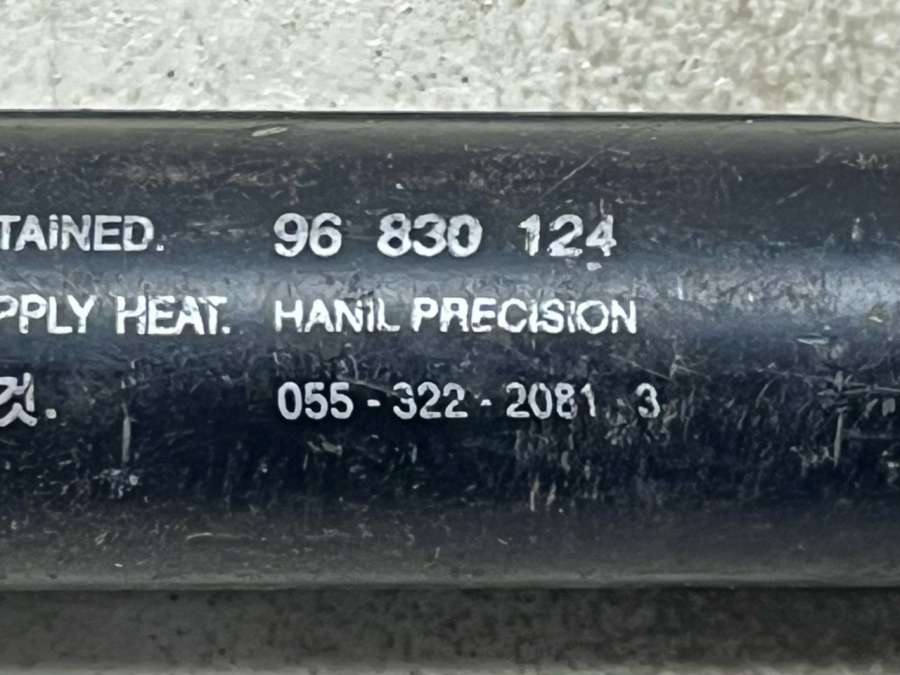 TAINED. 96 830 124
PPLY HEAT. HANIL PRECISION
것. 055 - 322 - 2081 3